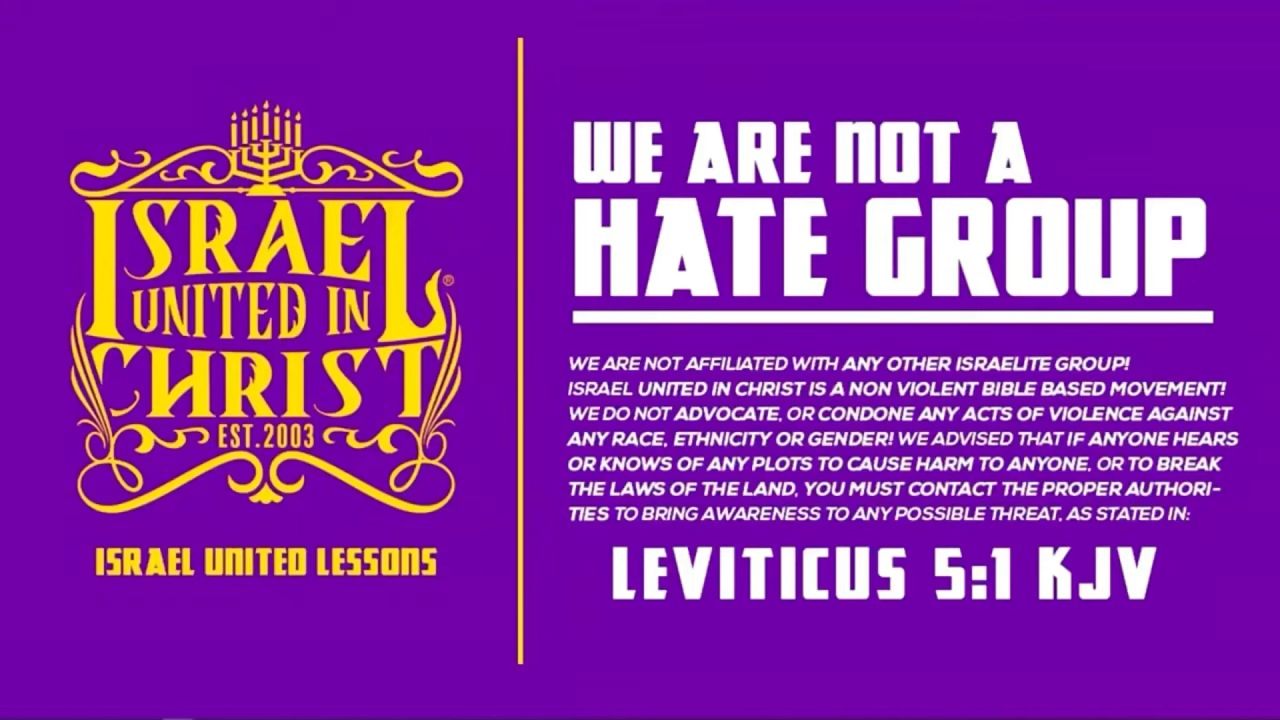 ISRAEL
UNITED IN
CHRIST
EST.2003
ISRAEL UNITED LESSONS
WE ARE NOT A
HATE GROUP
WE ARE NOT AFFILIATED WITH ANY OTHER ISRAELITE GROUP!
ISRAEL UNITED IN CHRIST IS A NON VIOLENT BIBLE BASED MOVEMENT!
WE DO NOT ADVOCATE, OR CONDONE ANY ACTS OF VIOLENCE AGAINST
ANY RACE, ETHNICITY OR GENDER! WE ADVISED THAT IF ANYONE HEARS
OR KNOWS OF ANY PLOTS TO CAUSE HARM TO ANYONE, OR TO BREAK
THE LAWS OF THE LAND, YOU MUST CONTACT THE PROPER AUTHORI-
TIES TO BRING AWARENESS TO ANY POSSIBLE THREAT, AS STATED IN:
LEVITICUS 5:1 KJV